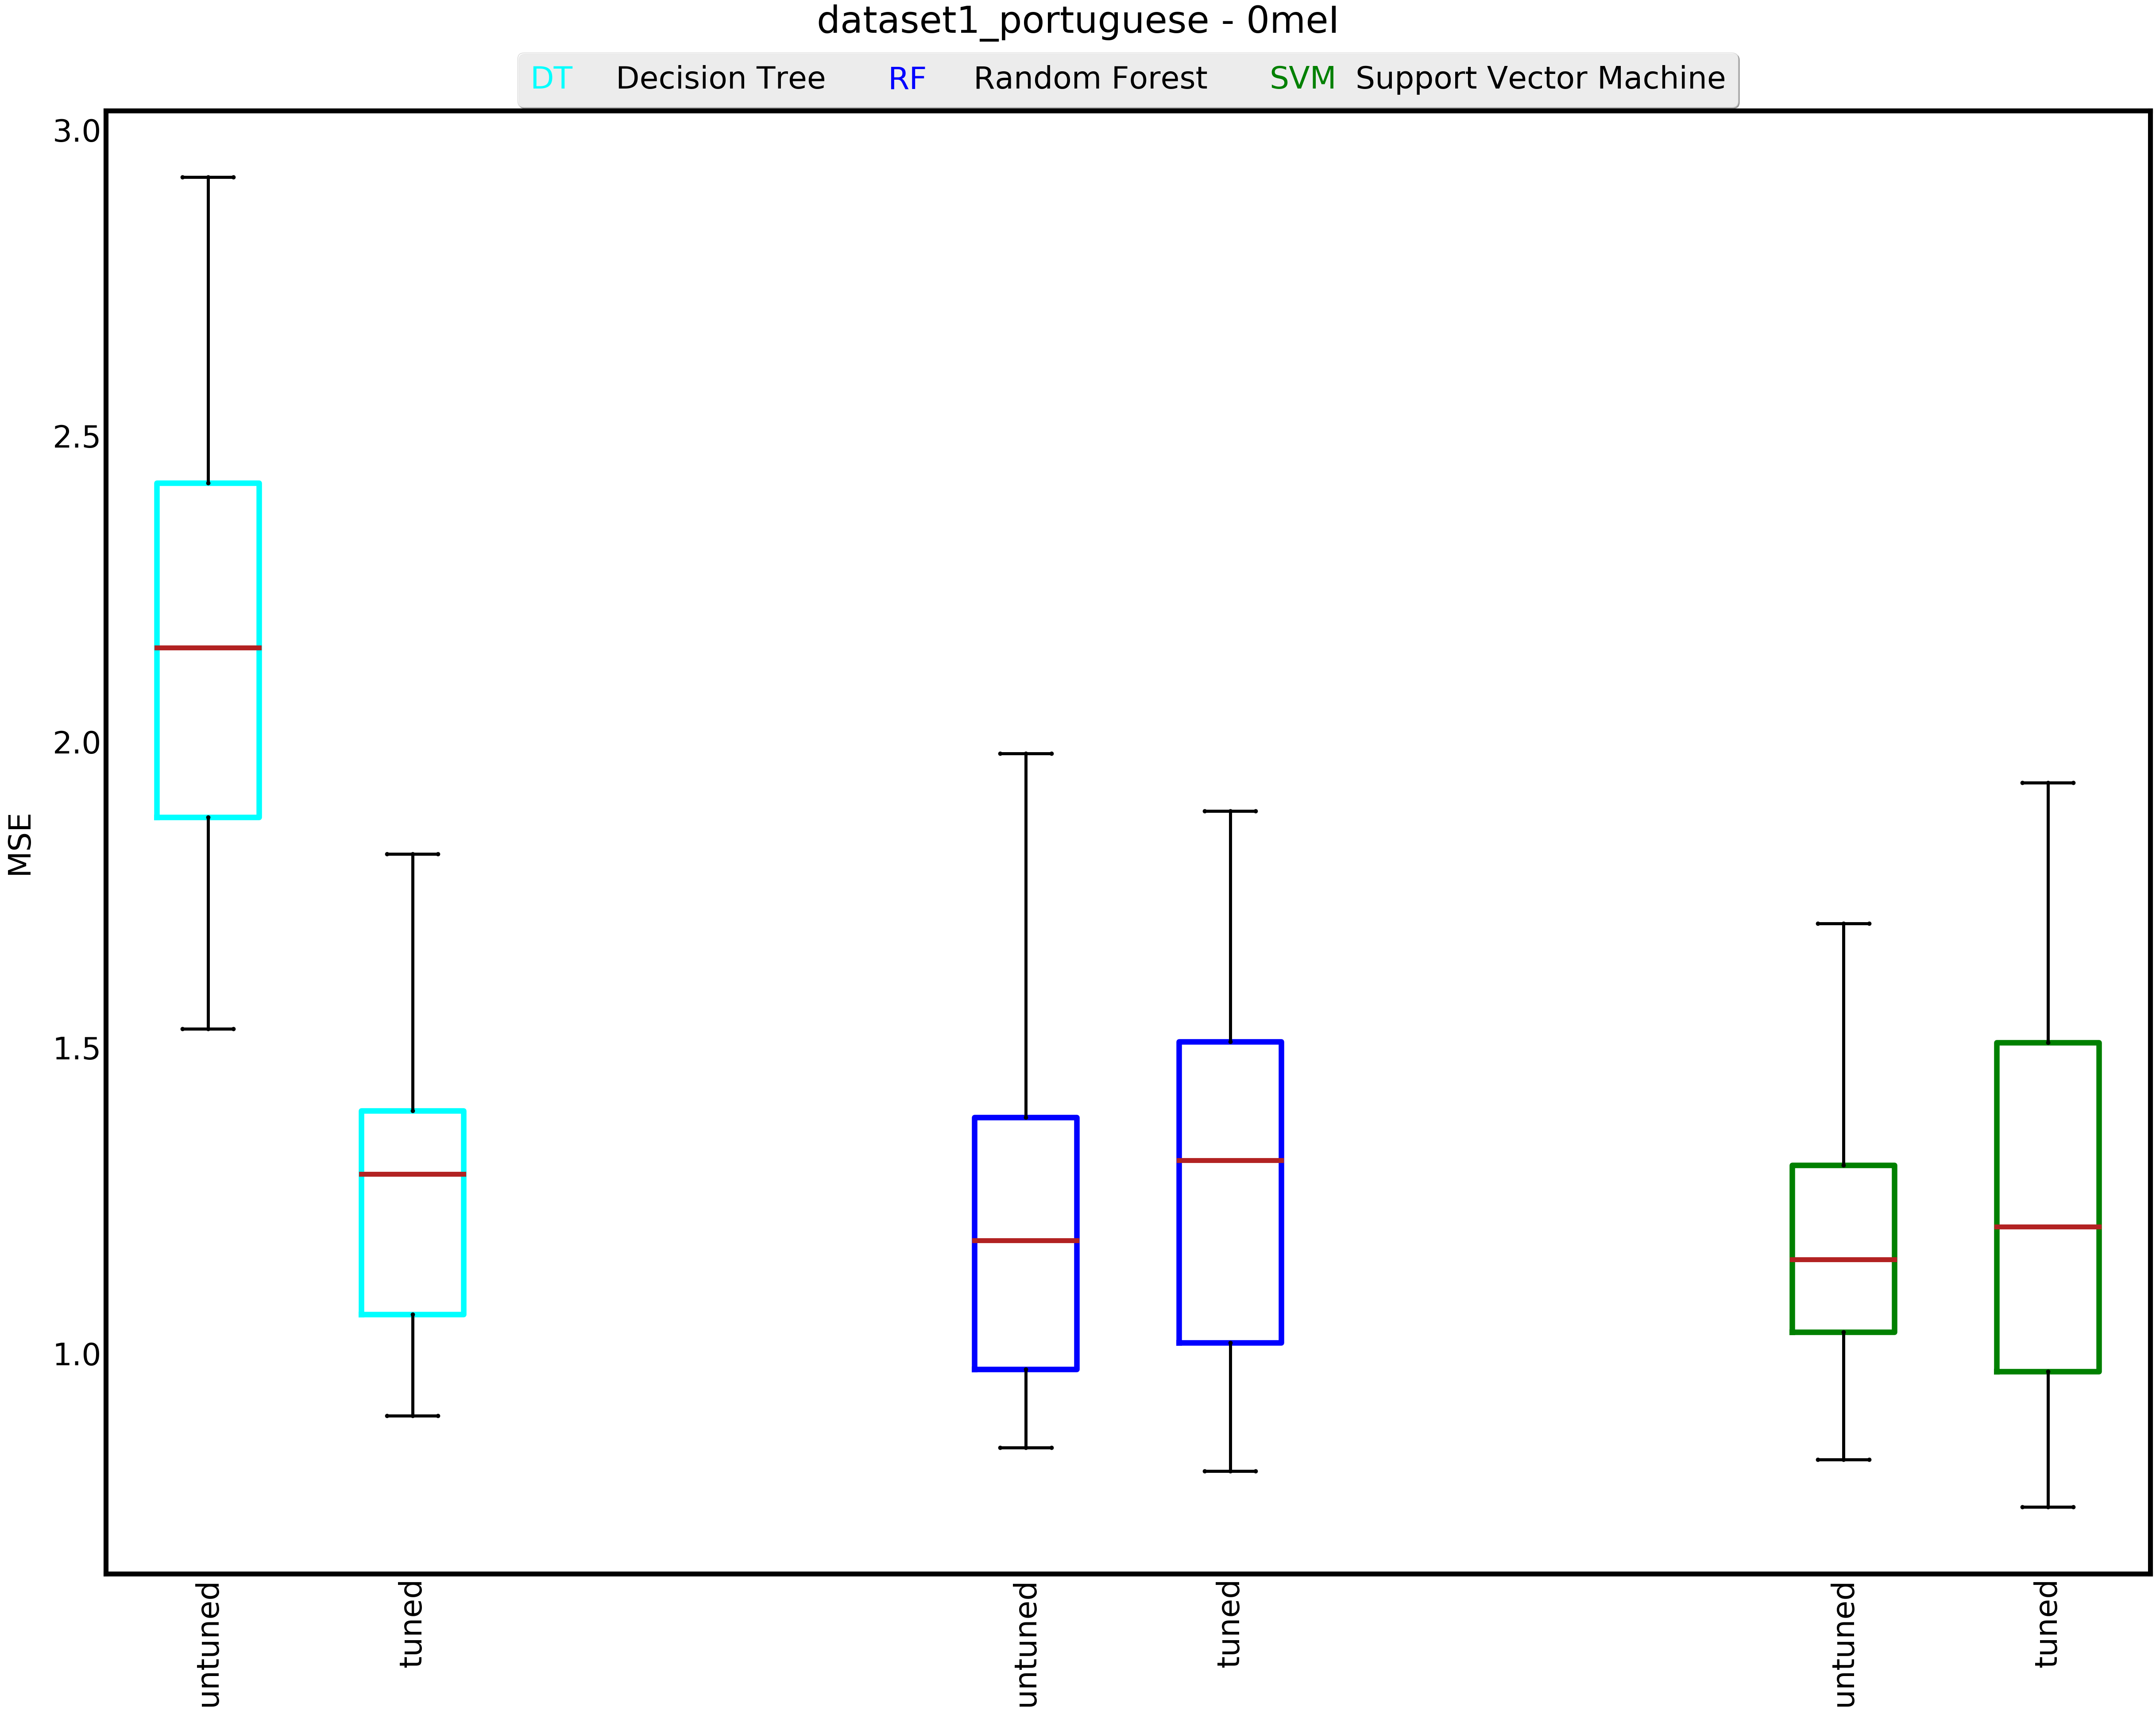 dataset1_portuguese - 0mel
DT Decision Tree RF Random Forest SVM Support Vector Machine
3.0
2.5
2.0
1.5
1.0
MSE
untuned tuned untuned tuned untuned tuned